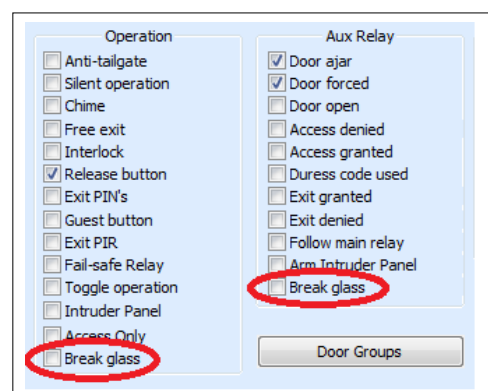 Operation
Anti-tailgate
Silent operation
Chime
Free exit
Interlock
Release button
Exit PIN's
Guest button
Exit PIR
Fail-safe Relay
Toggle operation
Intruder Panel
Access Only
Break glass
Aux Relay
Door ajar
Door forced
Door open
Access denied
Access granted
Duress code used
Exit granted
Exit denied
Follow main relay
Arm Intruder Panel
Break glass
Door Groups